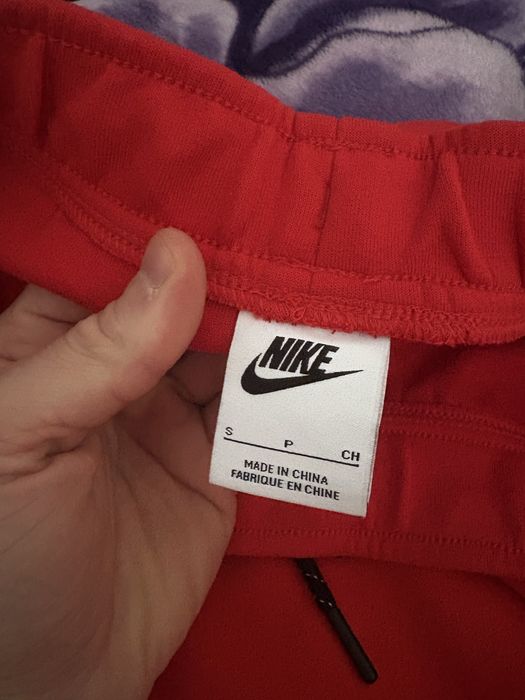 NIKE
S P CH
MADE IN CHINA
FABRIQUE EN CHINE